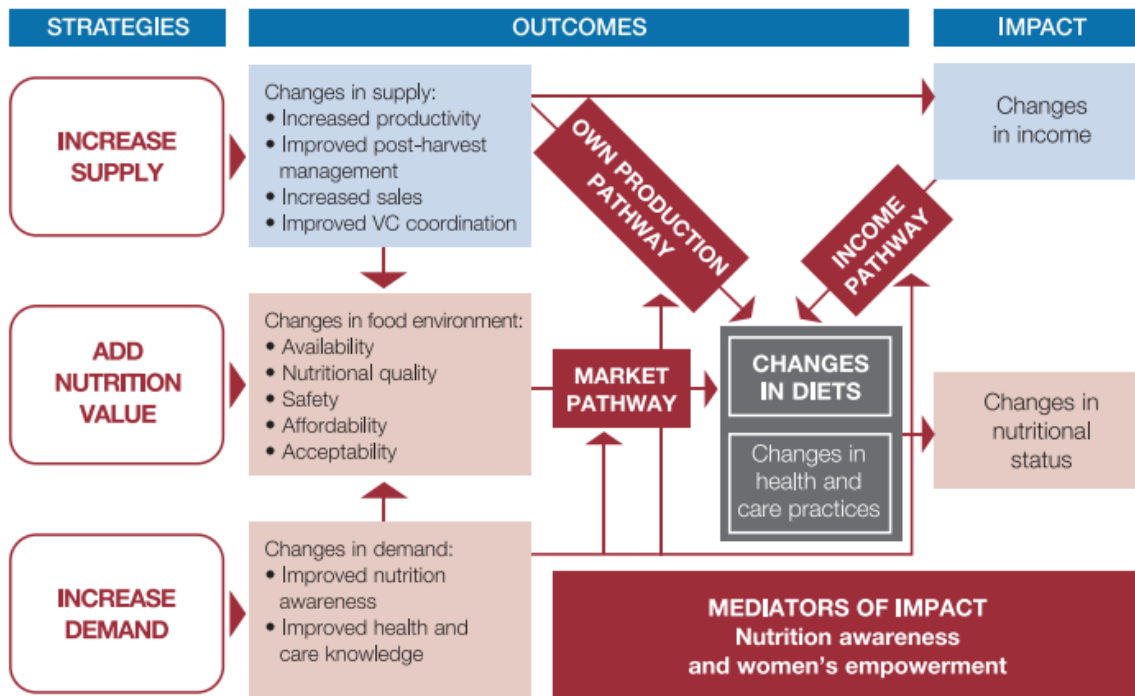 STRATEGIES
OUTCOMES
IMPACT
INCREASE
SUPPLY
Changes in supply:
• Increased productivity
• Improved post-harvest
management
• Increased sales
• Improved VC coordination
OWN PRODUCTION
PATHWAY
INCOME
PATHWAY
Changes
in income
ADD
NUTRITION
VALUE
Changes in food environment:
• Availability
• Nutritional quality
• Safety
• Affordability
• Acceptability
MARKET
PATHWAY
CHANGES
IN DIETS
Changes in
health and
care practices
Changes in
nutritional
status
INCREASE
DEMAND
Changes in demand:
• Improved nutrition
awareness
• Improved health and
care knowledge
MEDIATORS OF IMPACT
Nutrition awareness
and women's empowerment